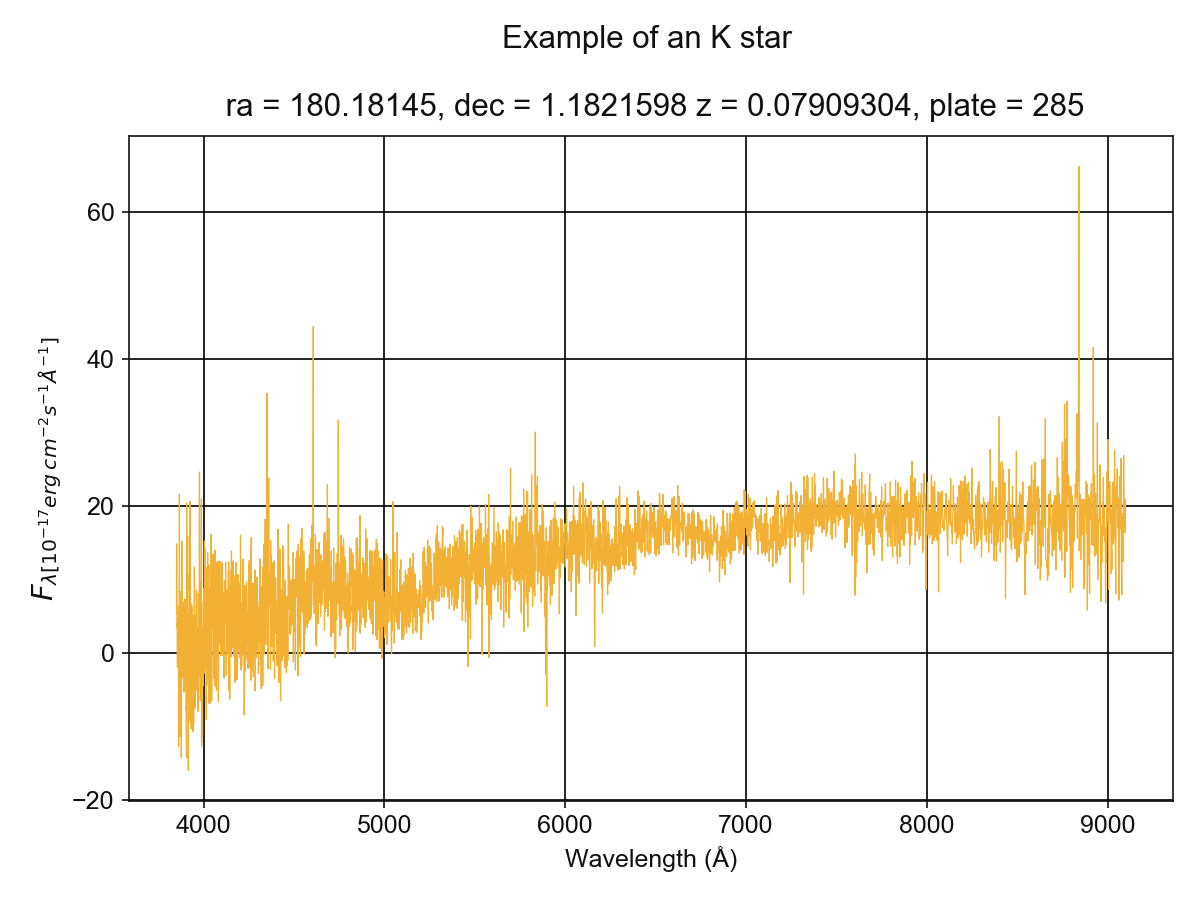 Example of an K star
ra = 180.18145, dec = 1.1821598 z = 0.07909304, plate = 285
60
40
20
0
−20
F_λ[10⁻¹⁷erg cm⁻²s⁻¹Å⁻¹]
4000 5000 6000 7000 8000 9000
Wavelength (Å)